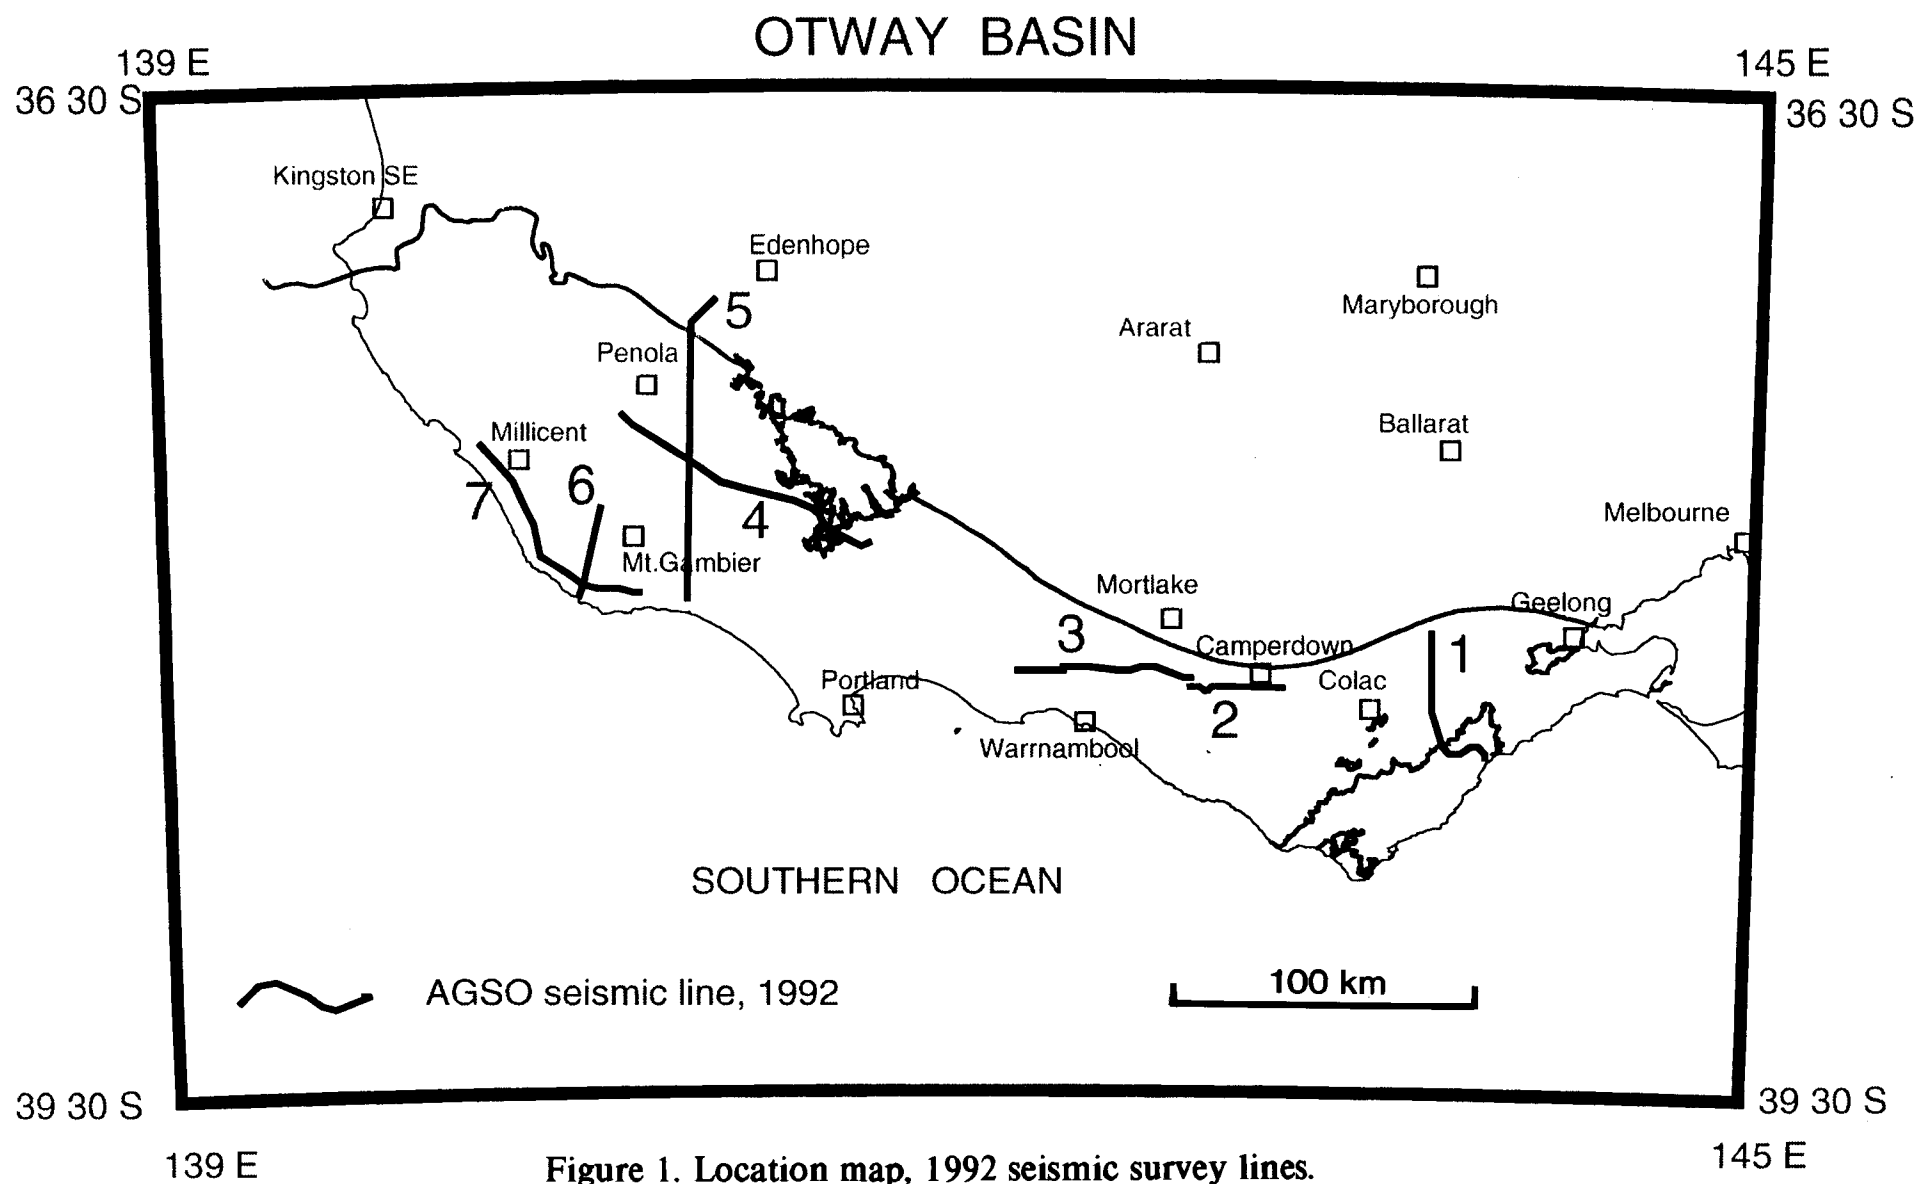 OTWAY BASIN
139 E
145 E
36 30 S
36 30 S
Kingston SE
Edenhope
5
Maryborough
Ararat
Penola
Millicent
Ballarat
6
7
4
Melbourne
Mt.Gambier
Mortlake
Geelong
3
Camperdown
1
Portland
Colac
2
Warrnambool
SOUTHERN OCEAN
AGSO seismic line, 1992
100 km
39 30 S
39 30 S
139 E
145 E
Figure 1. Location map, 1992 seismic survey lines.